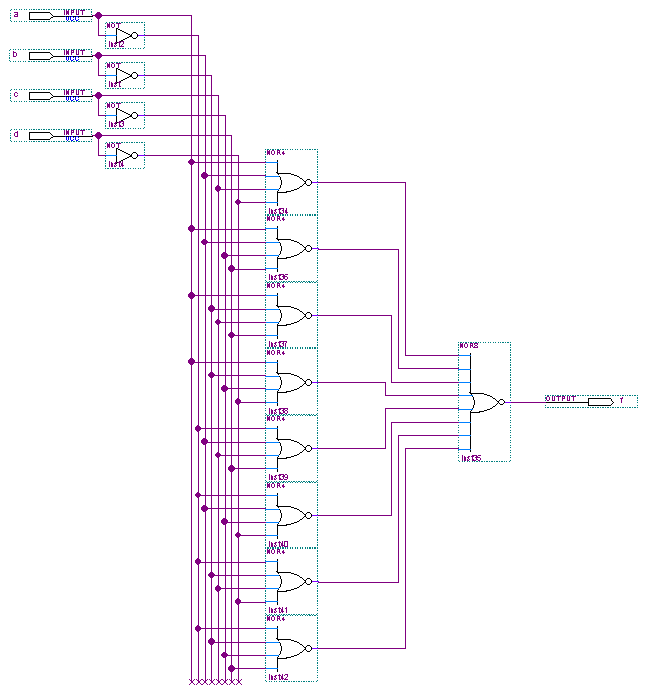 a INPUT
VCC
NOT
inst2
b INPUT
VCC
NOT
inst
c INPUT
VCC
NOT
inst3
d INPUT
VCC
NOT
inst4
NOR4
inst34
NOR4
inst36
NOR4
inst37
NOR4
inst38
NOR4
inst39
NOR4
inst40
NOR4
inst41
NOR4
inst42
NOR8
inst35
OUTPUT f